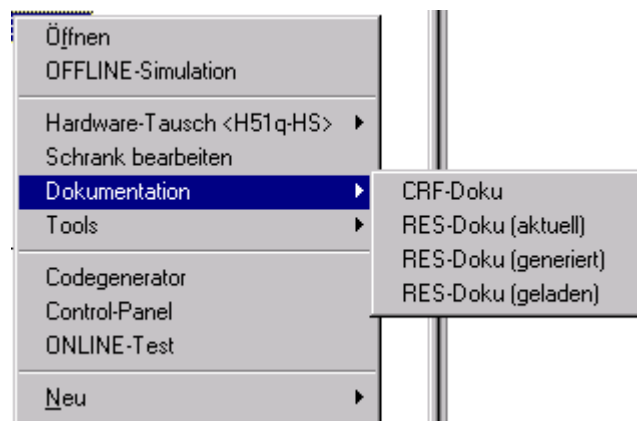 Öffnen
OFFLINE-Simulation
Hardware-Tausch <H51q-HS>
Schrank bearbeiten
Dokumentation
Tools
Codegenerator
Control-Panel
ONLINE-Test
Neu
CRF-Doku
RES-Doku (aktuell)
RES-Doku (generiert)
RES-Doku (geladen)